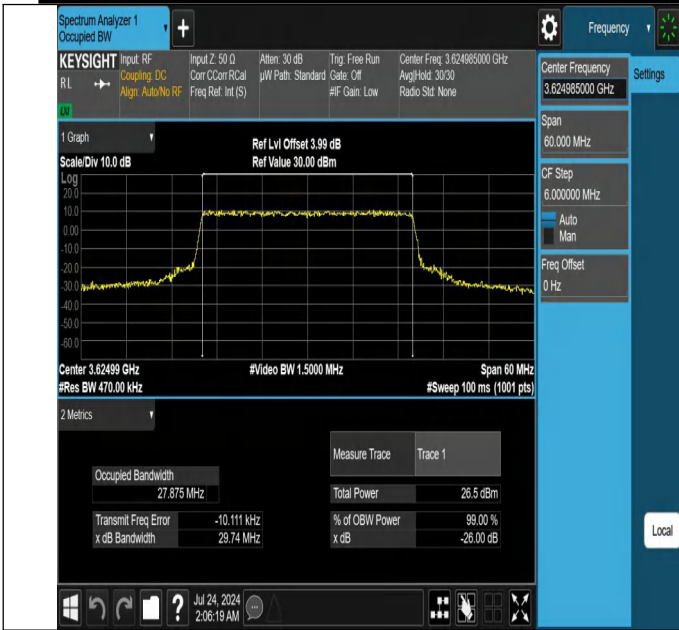 Spectrum Analyzer 1
Occupied BW
Frequency
KEYSIGHT
RL
Input: RF
Coupling: DC
Align: Auto/No RF
Input Z: 50 Ω
Corr CCorr RCal
Freq Ref: Int (S)
Atten: 30 dB
µW Path: Standard
Trig: Free Run
Gate: Off
#IF Gain: Low
Center Freq: 3.624985000 GHz
Avg|Hold: 30/30
Radio Std: None
Center Frequency
3.624985000 GHz
Settings
Span
60.000 MHz
CF Step
6.000000 MHz
Auto
Man
Freq Offset
0 Hz
1 Graph
Scale/Div 10.0 dB
Ref Lvl Offset 3.99 dB
Ref Value 30.00 dBm
Log
20.0
10.0
0.00
-10.0
-20.0
-30.0
-40.0
-50.0
-60.0
Center 3.62499 GHz
#Video BW 1.5000 MHz
Span 60 MHz
#Res BW 470.00 kHz
#Sweep 100 ms (1001 pts)
2 Metrics
Measure Trace Trace 1
Occupied Bandwidth
27.875 MHz
Total Power 26.5 dBm
Transmit Freq Error -10.111 kHz
% of OBW Power 99.00 %
x dB Bandwidth 29.74 MHz
x dB -26.00 dB
Local
Jul 24, 2024
2:06:19 AM